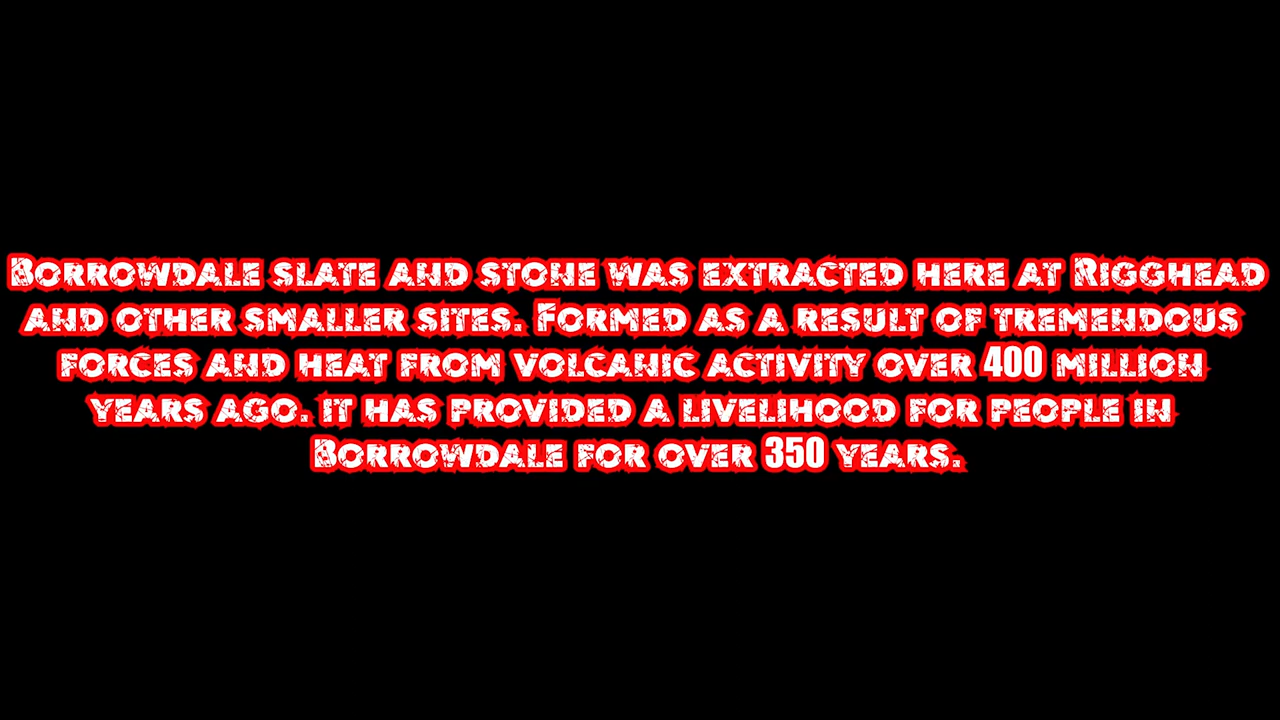 Borrowdale slate and stone was extracted here at Rigghead
and other smaller sites. Formed as a result of tremendous
forces and heat from volcanic activity over 400 million
years ago. it has provided a livelihood for people in
Borrowdale for over 350 years.